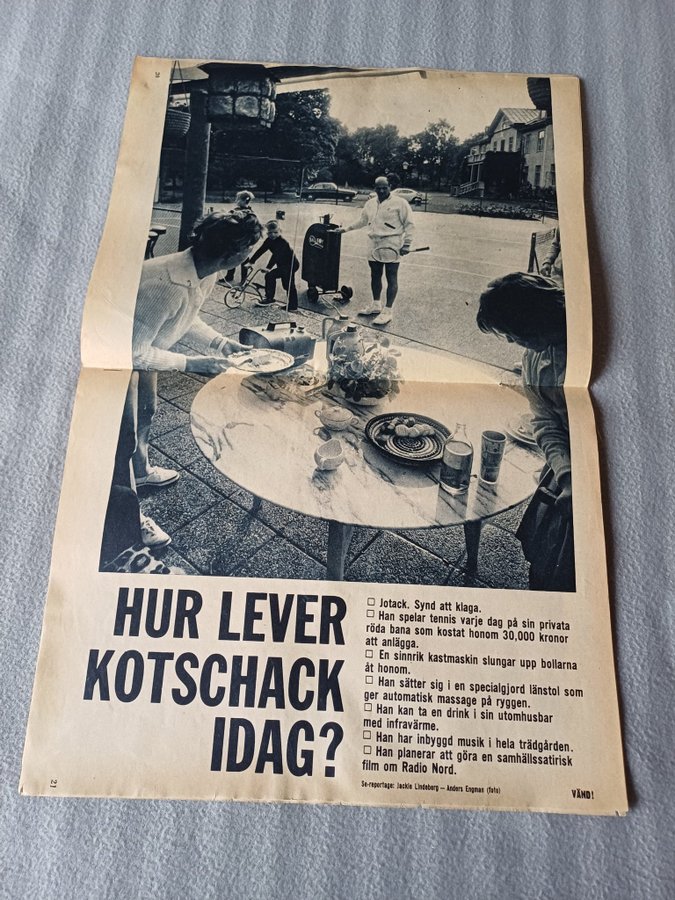 HUR LEVER
KOTSCHACK
IDAG?
☐ Jotack. Synd att klaga.
☐ Han spelar tennis varje dag på sin privata
röda bana som kostat honom 30,000 kronor
att anlägga.
☐ En sinnrik kastmaskin slungar upp bollarna
åt honom.
☐ Han sätter sig i en specialgjord länstol som
ger automatisk massage på ryggen.
☐ Han kan ta en drink i sin utomhusbar
med infravärme.
☐ Han har inbyggd musik i hela trädgården.
☐ Han planerar att göra en samhällssatirisk
film om Radio Nord.
Se-reportage: Jackie Lindeberg — Anders Engman (foto)
VÄND!
21